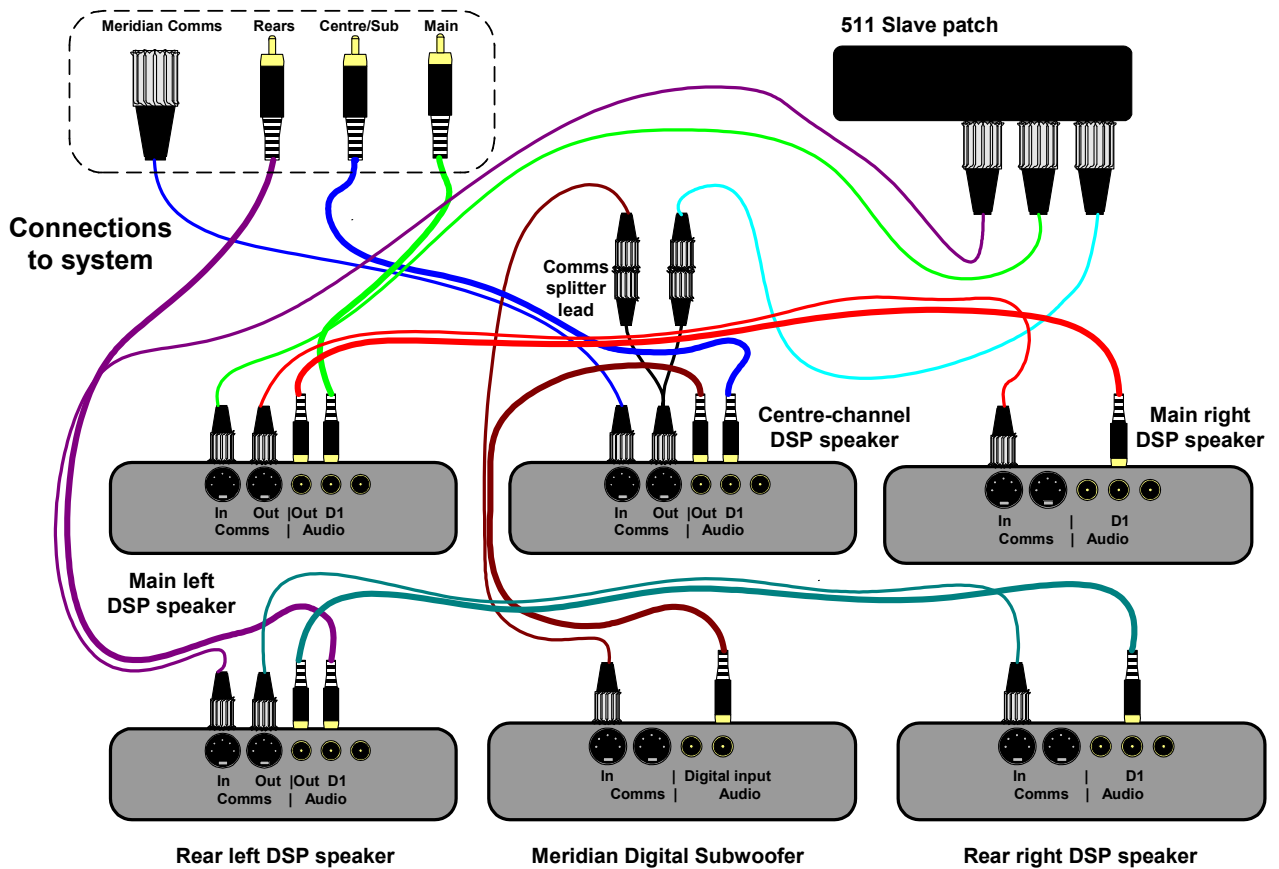 Meridian Comms Rears Centre/Sub Main
511 Slave patch
Connections
to system
Comms
splitter
lead
Centre-channel
DSP speaker
Main right
DSP speaker
In Out |Out D1
Comms | Audio
In Out |Out D1
Comms | Audio
In | D1
Comms | Audio
Main left
DSP speaker
In Out |Out D1
Comms | Audio
In | Digital input
Comms | Audio
In | D1
Comms | Audio
Rear left DSP speaker
Meridian Digital Subwoofer
Rear right DSP speaker